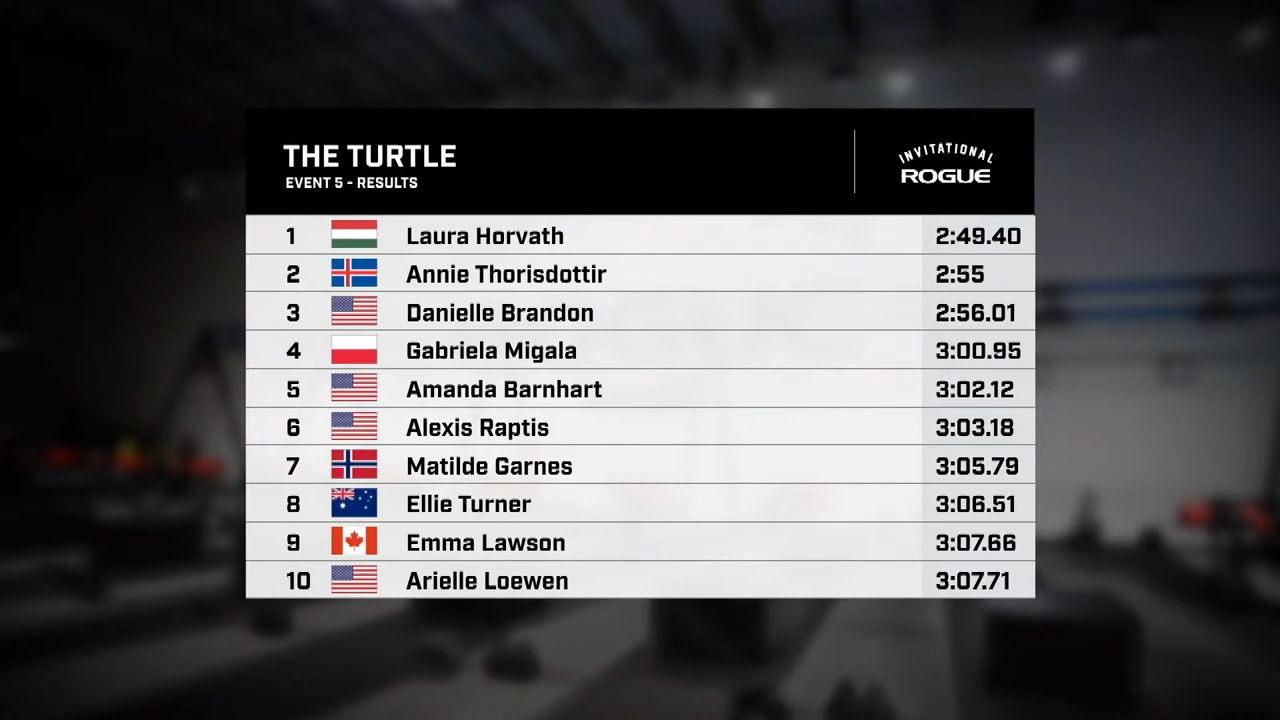 THE TURTLE
EVENT 5 - RESULTS
INVITATIONAL
ROGUE
1 Laura Horvath 2:49.40
2 Annie Thorisdottir 2:55
3 Danielle Brandon 2:56.01
4 Gabriela Migala 3:00.95
5 Amanda Barnhart 3:02.12
6 Alexis Raptis 3:03.18
7 Matilde Garnes 3:05.79
8 Ellie Turner 3:06.51
9 Emma Lawson 3:07.66
10 Arielle Loewen 3:07.71